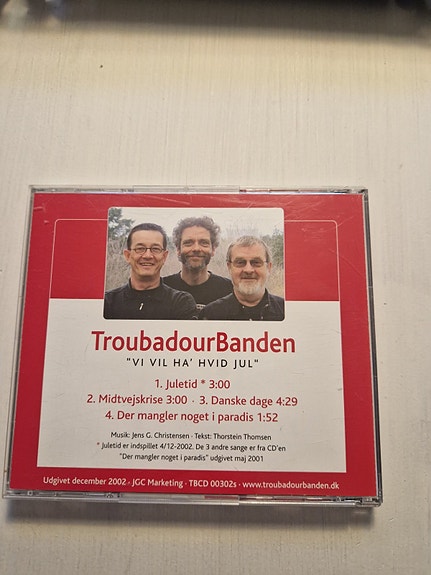 TroubadourBanden
"VI VIL HA' HVID JUL"
1. Juletid * 3:00
2. Midtvejskrise 3:00 · 3. Danske dage 4:29
4. Der mangler noget i paradis 1:52
Musik: Jens G. Christensen · Tekst: Thorstein Thomsen
* Juletid er indspillet 4/12-2002. De 3 andre sange er fra CD'en
"Der mangler noget i paradis" udgivet maj 2001
Udgivet december 2002 · JGC Marketing · TBCD 00302s · www.troubadourbanden.dk